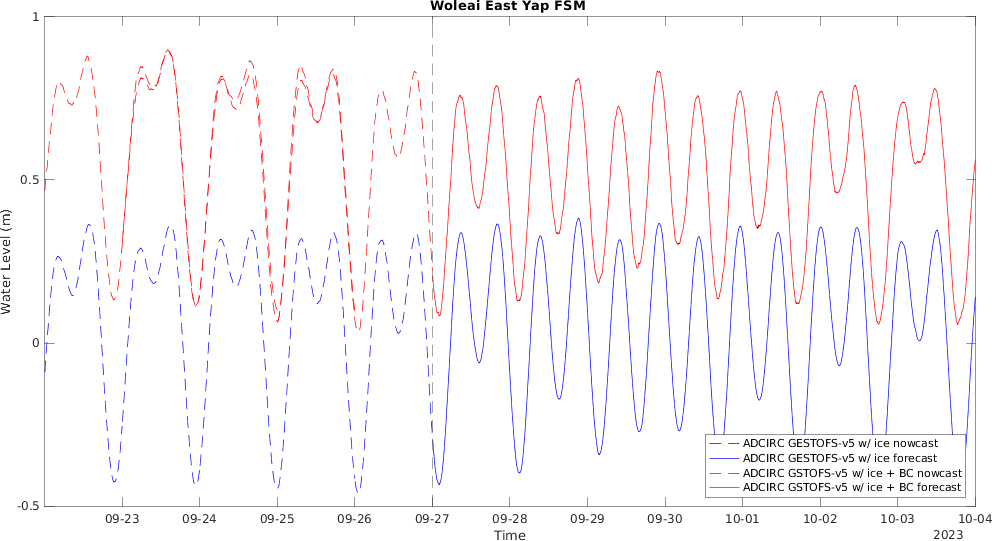 Woleai East Yap FSM
1
0.5
0
-0.5
Water Level (m)
09-23
09-24
09-25
09-26
09-27
09-28
09-29
09-30
10-01
10-02
10-03
10-04
Time
2023
ADCIRC GESTOFS-v5 w/ ice nowcast
ADCIRC GESTOFS-v5 w/ ice forecast
ADCIRC GSTOFS-v5 w/ ice + BC nowcast
ADCIRC GSTOFS-v5 w/ ice + BC forecast